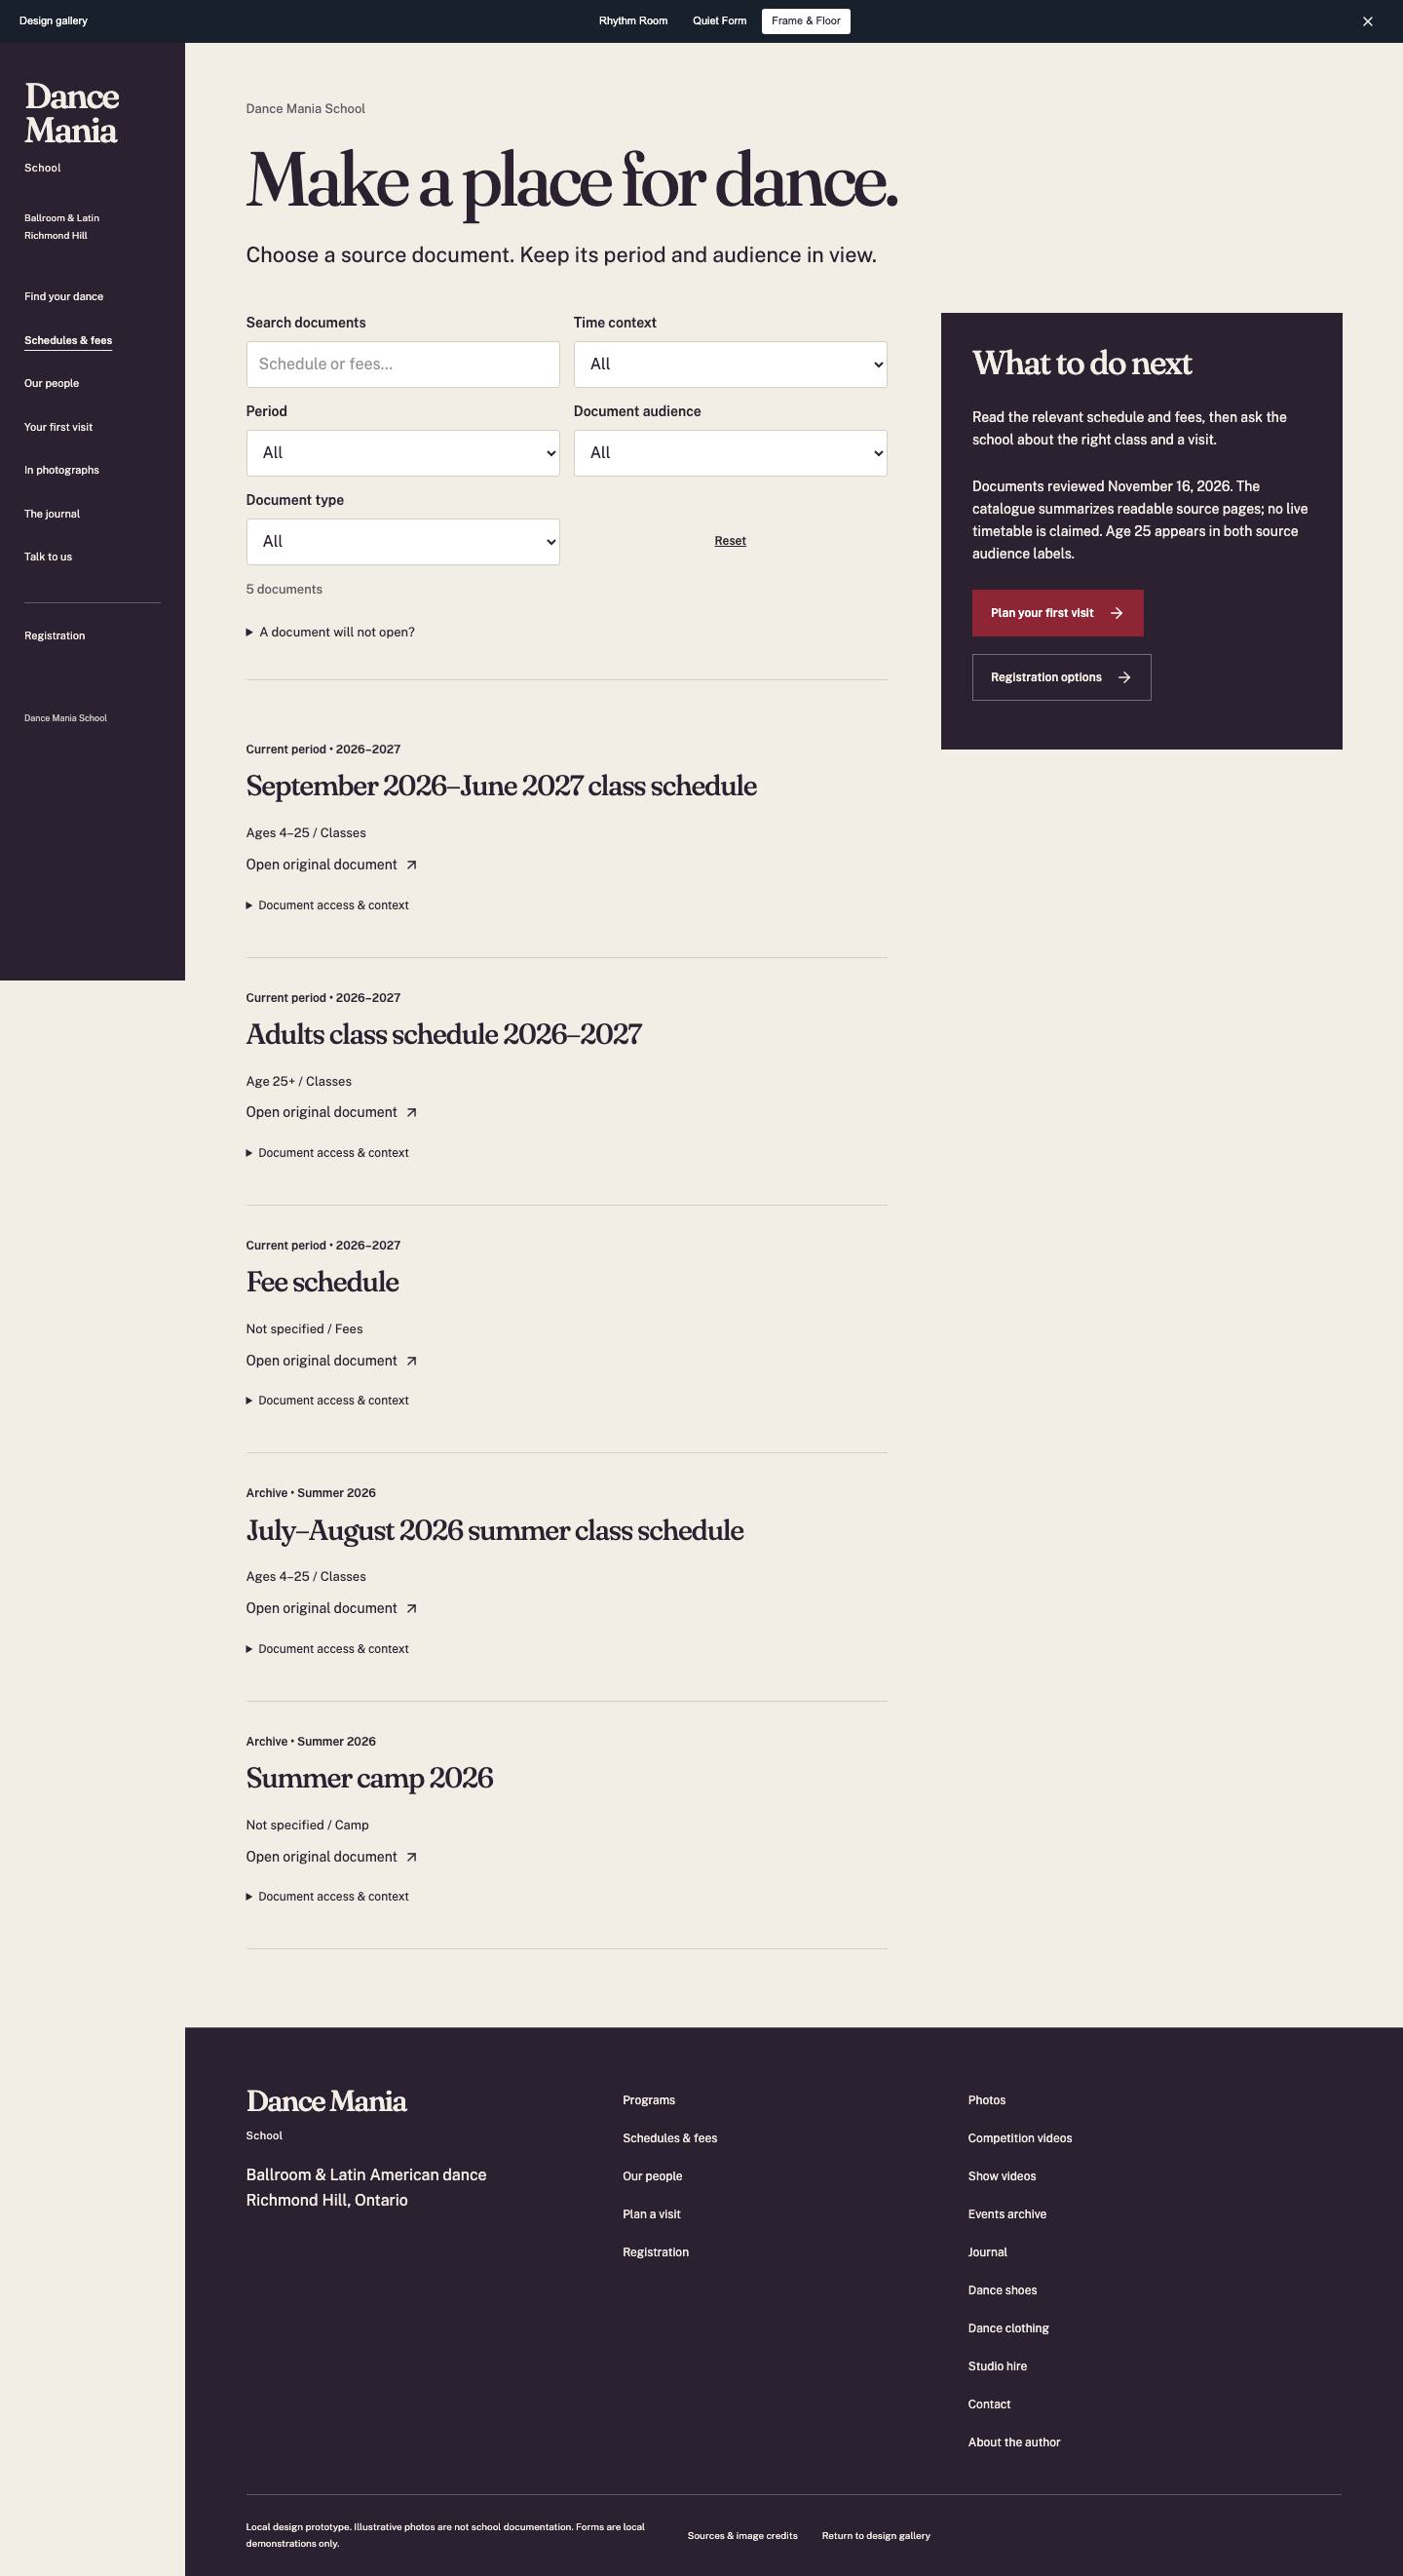 Design gallery
Rhythm Room
Quiet Form
Frame & Floor
Dance
Mania
School
Ballroom & Latin
Richmond Hill
Find your dance
Schedules & fees
Our people
Your first visit
In photographs
The journal
Talk to us
Registration
Dance Mania School
Dance Mania School
Make a place for dance.
Choose a source document. Keep its period and audience in view.
Search documents
Schedule or fees...
Time context
All
Period
All
Document audience
All
Document type
All
Reset
5 documents
A document will not open?
What to do next
Read the relevant schedule and fees, then ask the
school about the right class and a visit.
Documents reviewed November 16, 2026. The
catalogue summarizes readable source pages; no live
timetable is claimed. Age 25 appears in both source
audience labels.
Plan your first visit
Registration options
Current period • 2026–2027
September 2026–June 2027 class schedule
Ages 4–25 / Classes
Open original document
Document access & context
Current period • 2026–2027
Adults class schedule 2026–2027
Age 25+ / Classes
Open original document
Document access & context
Current period • 2026–2027
Fee schedule
Not specified / Fees
Open original document
Document access & context
Archive • Summer 2026
July–August 2026 summer class schedule
Ages 4–25 / Classes
Open original document
Document access & context
Archive • Summer 2026
Summer camp 2026
Not specified / Camp
Open original document
Document access & context
Dance Mania
School
Ballroom & Latin American dance
Richmond Hill, Ontario
Programs
Schedules & fees
Our people
Plan a visit
Registration
Photos
Competition videos
Show videos
Events archive
Journal
Dance shoes
Dance clothing
Studio hire
Contact
About the author
Local design prototype. Illustrative photos are not school documentation. Forms are local
demonstrations only.
Sources & image credits
Return to design gallery